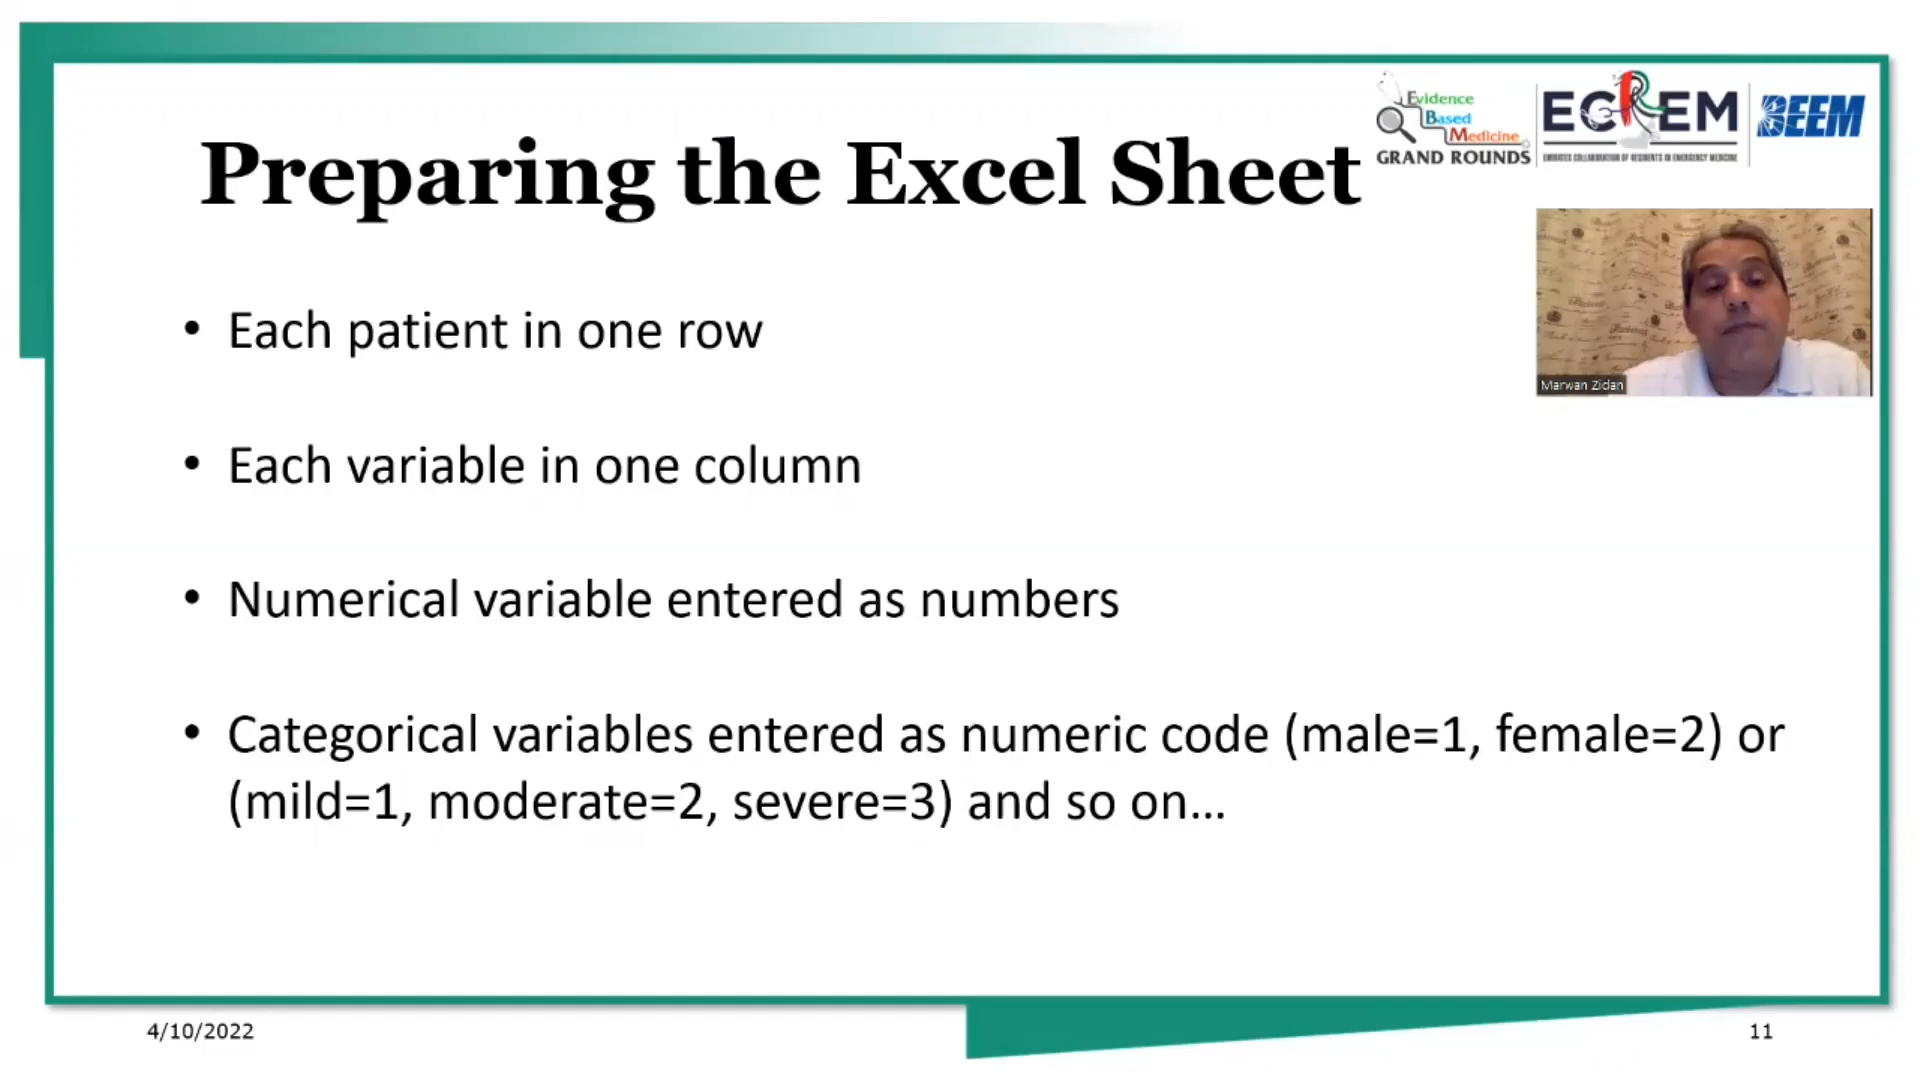 Evidence
Based
Medicine
GRAND ROUNDS
ECREM
EMIRATES COLLABORATION OF RESIDENTS IN EMERGENCY MEDICINE
BEEM
Preparing the Excel Sheet
Marwan Zidan
• Each patient in one row
• Each variable in one column
• Numerical variable entered as numbers
• Categorical variables entered as numeric code (male=1, female=2) or
(mild=1, moderate=2, severe=3) and so on...
4/10/2022
11